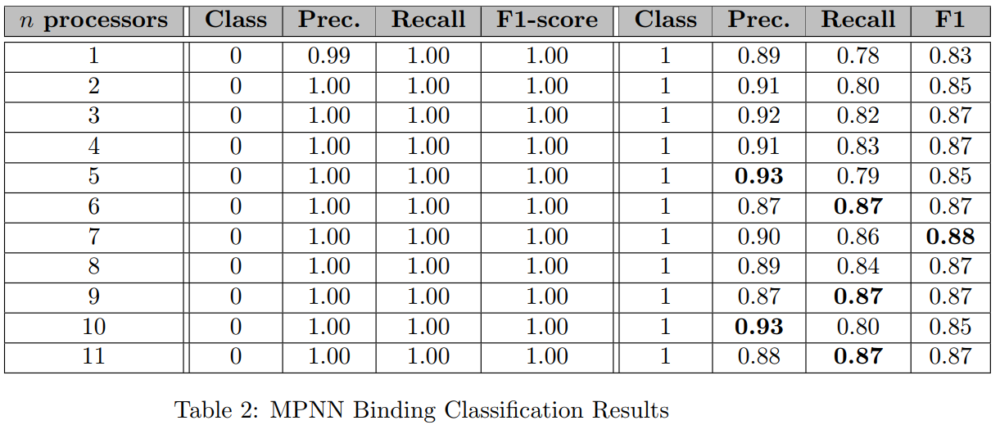 n processors Class Prec. Recall F1-score Class Prec. Recall F1
1 0 0.99 1.00 1.00 1 0.89 0.78 0.83
2 0 1.00 1.00 1.00 1 0.91 0.80 0.85
3 0 1.00 1.00 1.00 1 0.92 0.82 0.87
4 0 1.00 1.00 1.00 1 0.91 0.83 0.87
5 0 1.00 1.00 1.00 1 0.93 0.79 0.85
6 0 1.00 1.00 1.00 1 0.87 0.87 0.87
7 0 1.00 1.00 1.00 1 0.90 0.86 0.88
8 0 1.00 1.00 1.00 1 0.89 0.84 0.87
9 0 1.00 1.00 1.00 1 0.87 0.87 0.87
10 0 1.00 1.00 1.00 1 0.93 0.80 0.85
11 0 1.00 1.00 1.00 1 0.88 0.87 0.87
Table 2: MPNN Binding Classification Results